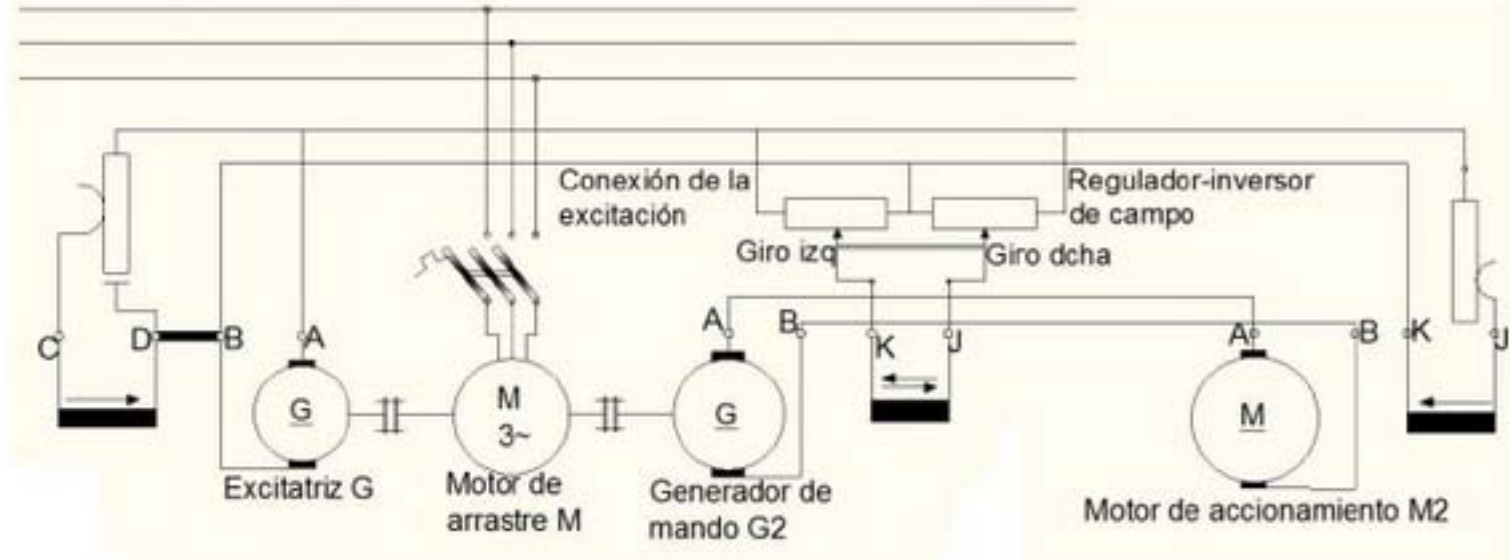 Conexión de la
excitación
Regulador-inversor
de campo
Giro izq
Giro dcha
C
D
B
A
A
B
K
J
A
B
K
J
G
M
3~
G
M
Excitatriz G
Motor de
arrastre M
Generador de
mando G2
Motor de accionamiento M2